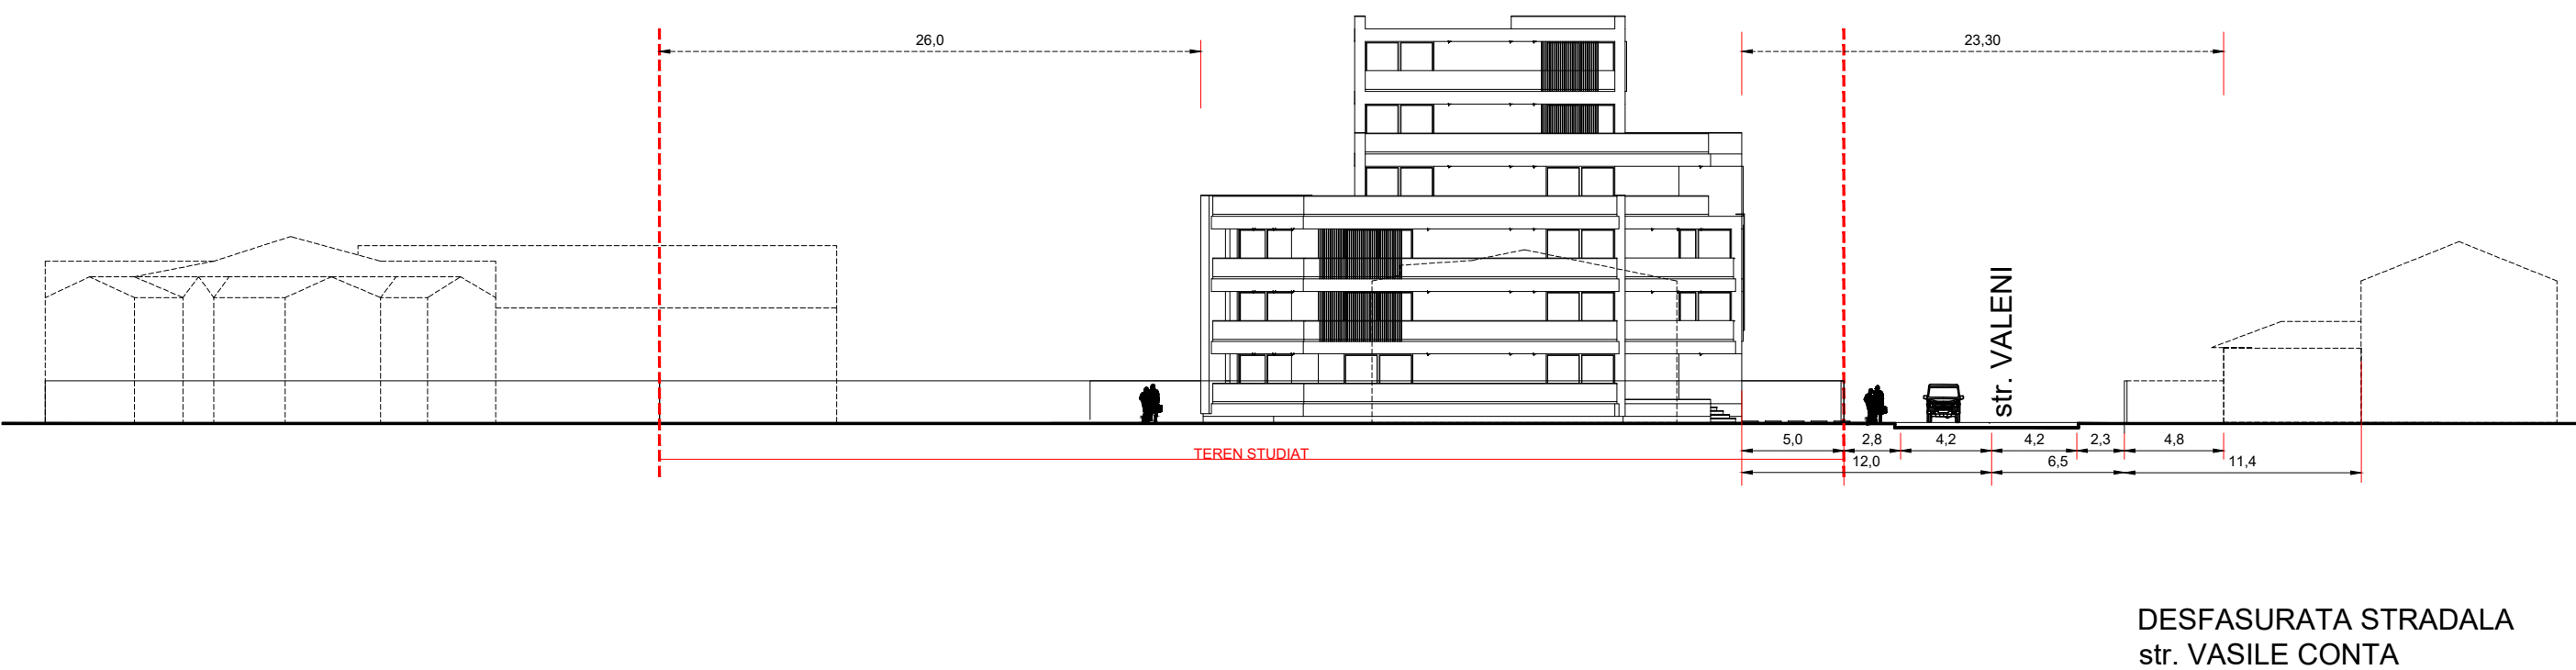 26,0
23,30
str. VALENI
5,0
2,8
4,2
4,2
2,3
4,8
TEREN STUDIAT
12,0
6,5
11,4
DESFASURATA STRADALA
str. VASILE CONTA